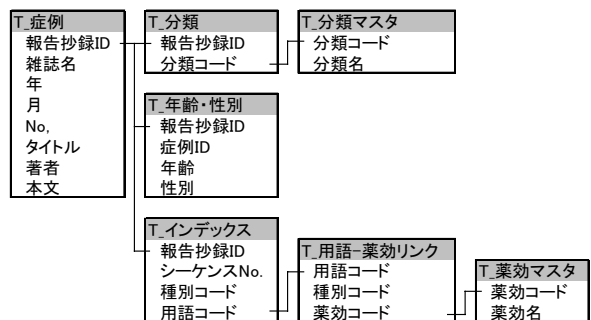 T_症例
報告抄録ID
雑誌名
年
月
No,
タイトル
著者
本文
T_分類
報告抄録ID
分類コード
T_分類マスタ
分類コード
分類名
T_年齢・性別
報告抄録ID
症例ID
年齢
性別
T_インデックス
報告抄録ID
シーケンスNo.
種別コード
用語コード
T_用語-薬効リンク
用語コード
種別コード
薬効コード
T_薬効マスタ
薬効コード
薬効名